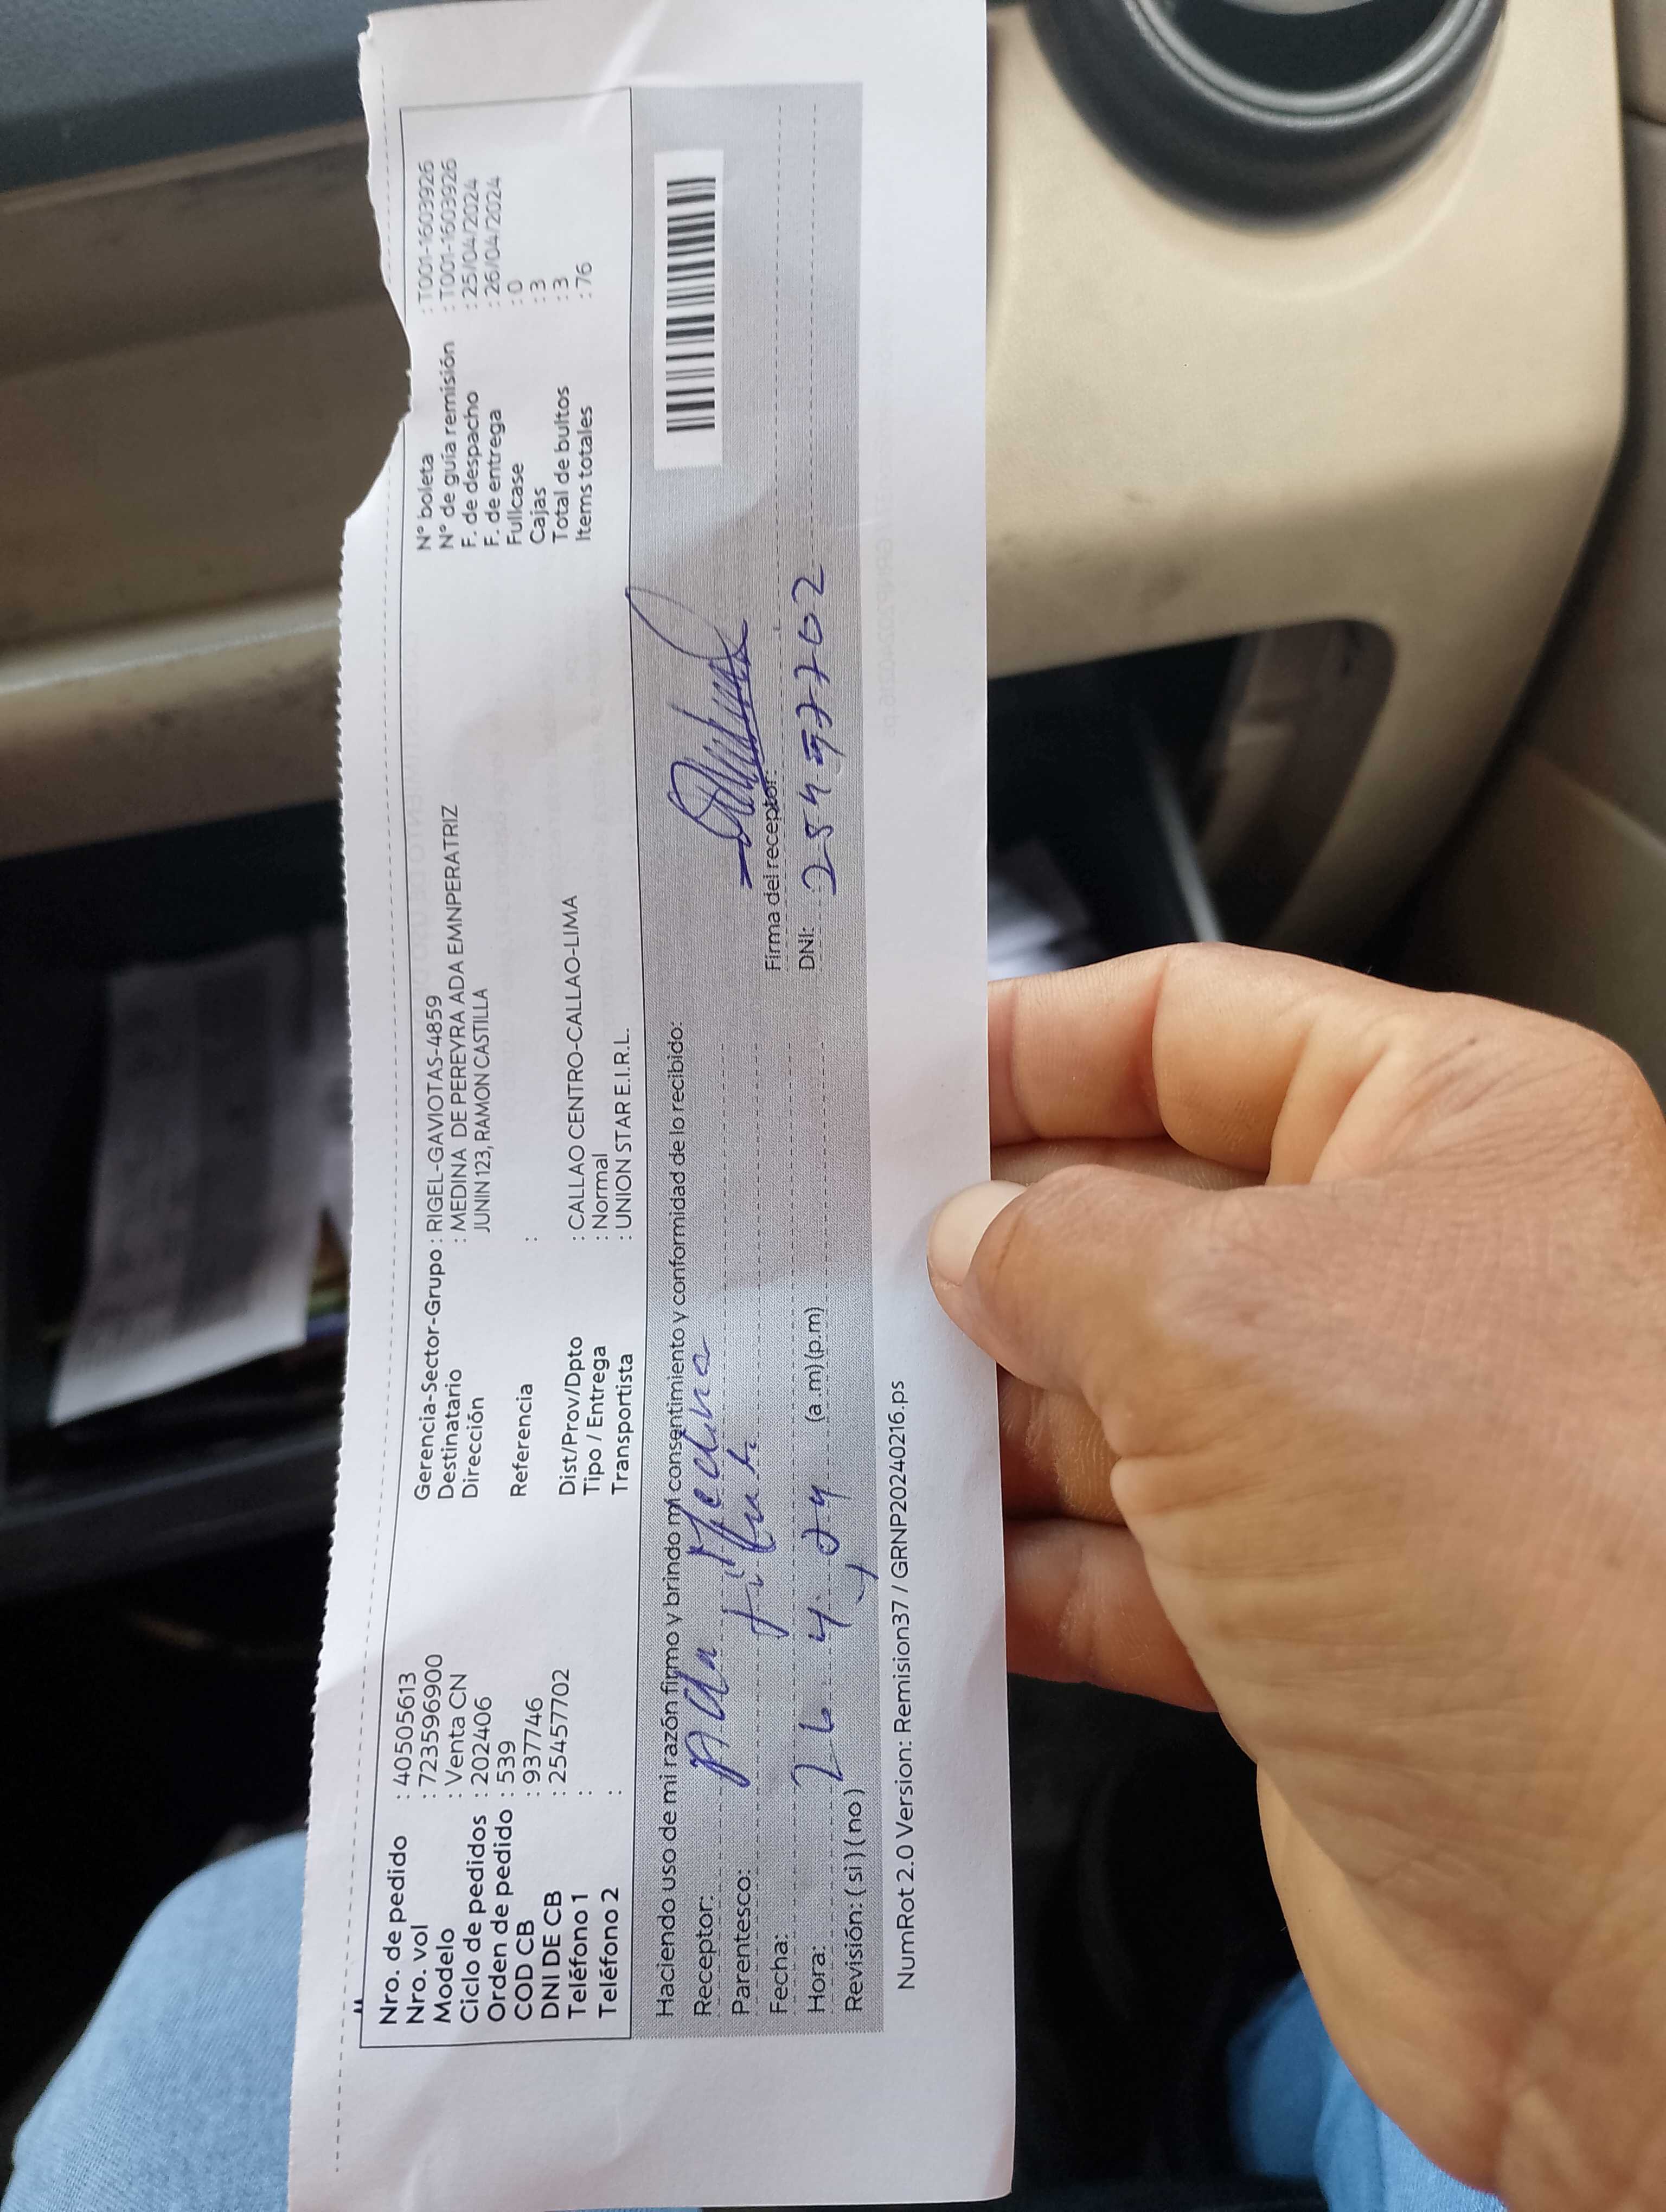 Nro. de pedido : 40505613
Nro. vol : 723596900
Modelo : Venta CN
Ciclo de pedidos : 202406
Orden de pedido : 539
COD CB : 937746
DNI DE CB : 25457702
Teléfono 1 :
Teléfono 2 :
Gerencia-Sector-Grupo : RIGEL-GAVIOTAS-4859
Destinatario : MEDINA DE PEREYRA ADA EMNPERATRIZ
Dirección JUNIN 123, RAMON CASTILLA
Referencia :
Dist/Prov/Dpto : CALLAO CENTRO-CALLAO-LIMA
Tipo / Entrega : Normal
Transportista : UNION STAR E.I.R.L.
N° boleta : T001-1603926
N° de guía remisión : T001-1603926
F. de despacho : 25/04/2024
F. de entrega : 26/04/2024
Fullcase : 0
Cajas : 3
Total de bultos : 3
Items totales : 76
Haciendo uso de mi razón firmo y brindo mi consentimiento y conformidad de lo recibido:
Receptor: Ada Medina
Parentesco:
Fecha:
Hora: (a .m) (p.m)
Revisión: ( si ) ( no )
Firma del receptor:
DNI: 25457702
NumRot 2.0 Version: Remision37 / GRNP20240216.ps